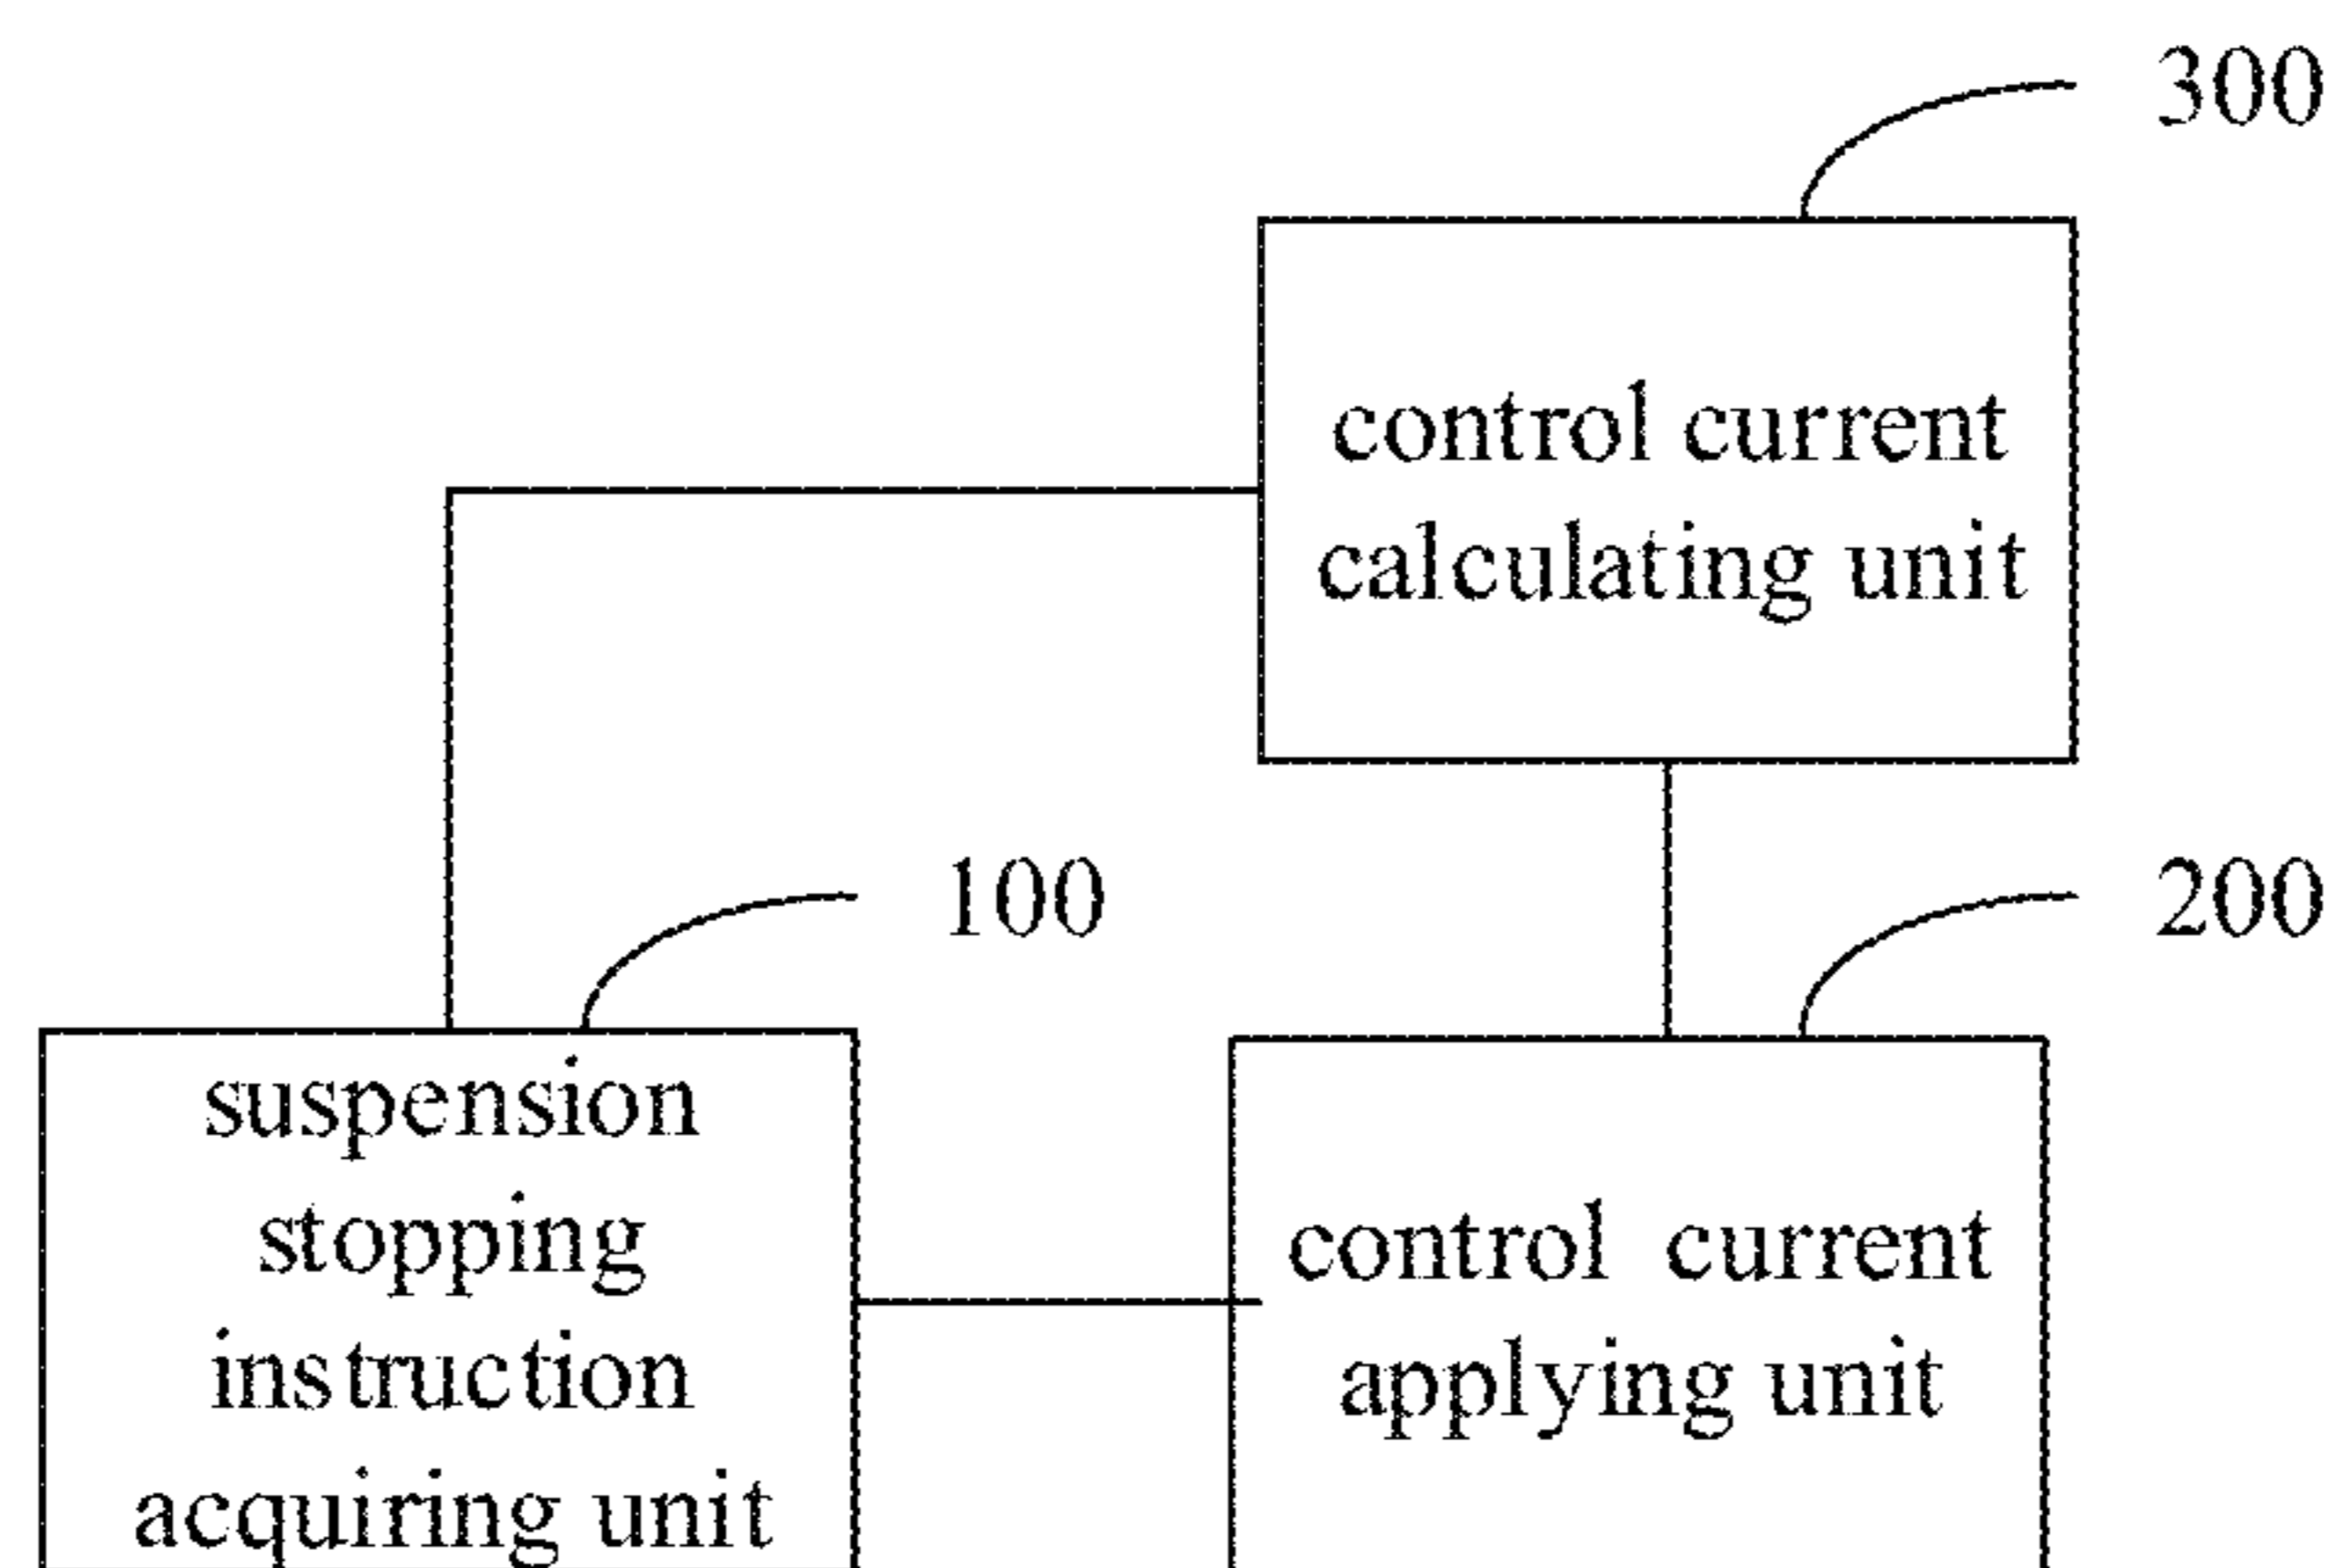 300
control current
calculating unit
100
200
suspension
stopping
instruction
acquiring unit
control current
applying unit